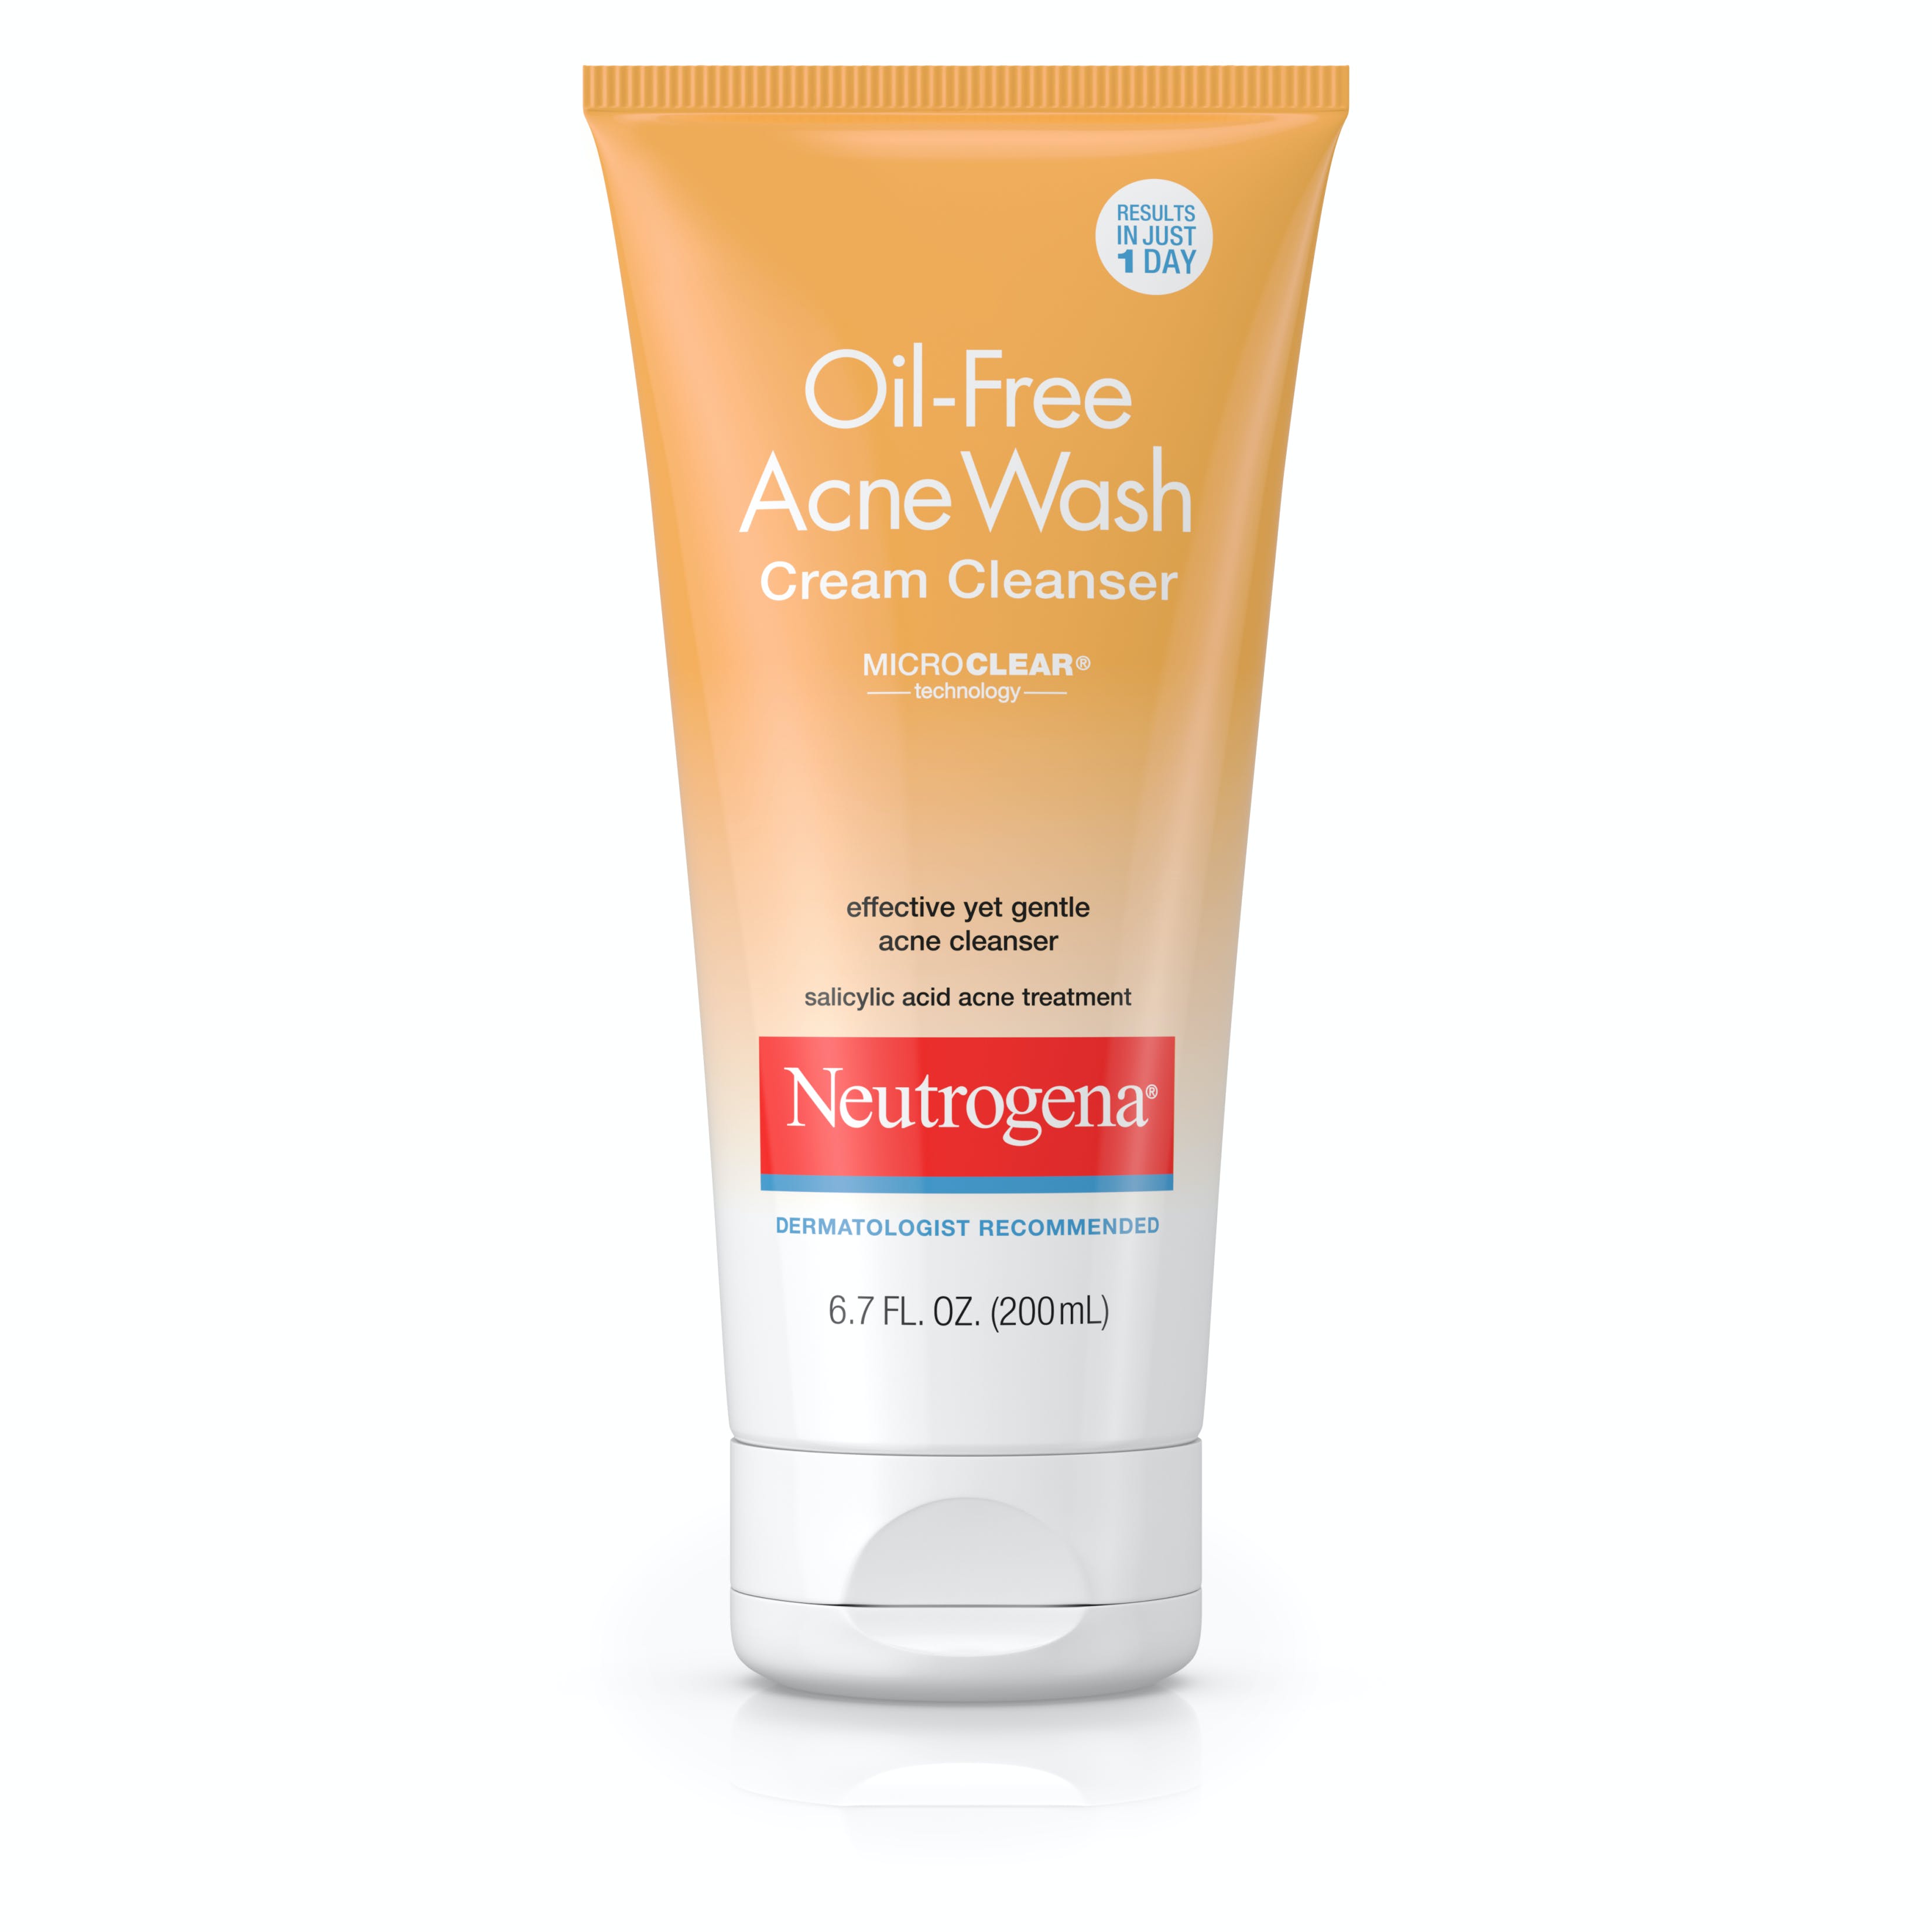 RESULTS
IN JUST
1 DAY
Oil-Free
Acne Wash
Cream Cleanser
MICROCLEAR®
technology
effective yet gentle
acne cleanser
salicylic acid acne treatment
Neutrogena®
DERMATOLOGIST RECOMMENDED
6.7 FL. OZ. (200mL)